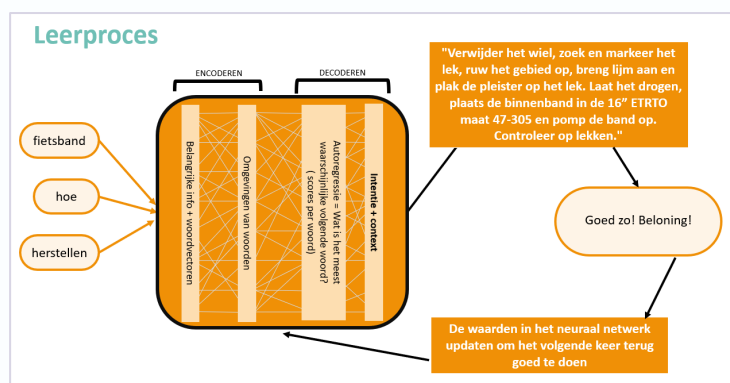 Leerproces
ENCODEREN
DECODEREN
fietsband
hoe
herstellen
Belangrijke info + woordvectoren
Omgevingen van woorden
Autoregressie = Wat is het meest
waarschijnlijke volgende woord?
( scores per woord)
Intentie + context
"Verwijder het wiel, zoek en markeer het
lek, ruw het gebied op, breng lijm aan en
plak de pleister op het lek. Laat het drogen,
plaats de binnenband in de 16” ETRTO
maat 47-305 en pomp de band op.
Controleer op lekken."
Goed zo! Beloning!
De waarden in het neuraal netwerk
updaten om het volgende keer terug
goed te doen